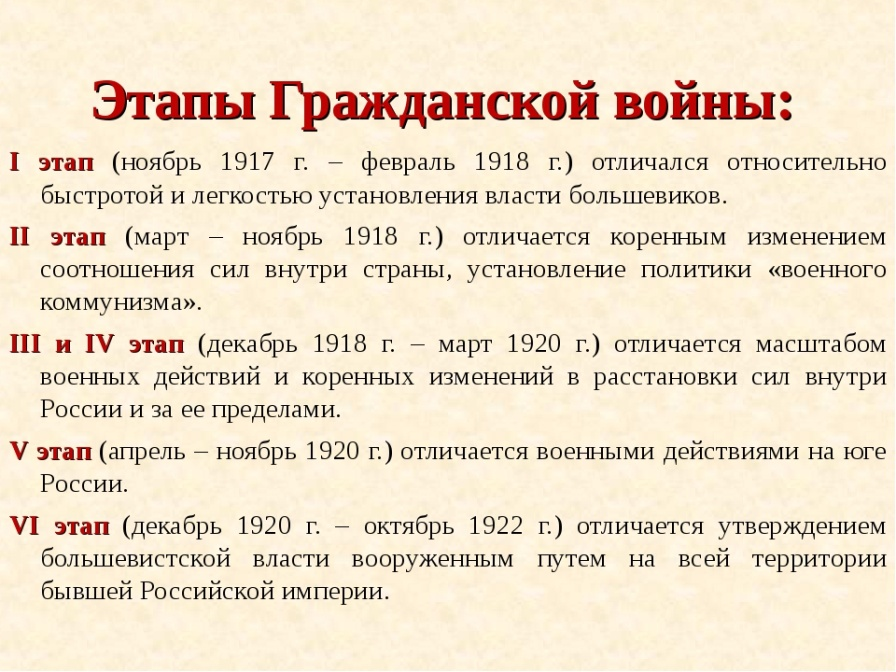 Этапы Гражданской войны:
I этап (ноябрь 1917 г. – февраль 1918 г.) отличался относительно
быстротой и легкостью установления власти большевиков.
II этап (март – ноябрь 1918 г.) отличается коренным изменением
соотношения сил внутри страны, установление политики «военного
коммунизма».
III и IV этап (декабрь 1918 г. – март 1920 г.) отличается масштабом
военных действий и коренных изменений в расстановки сил внутри
России и за ее пределами.
V этап (апрель – ноябрь 1920 г.) отличается военными действиями на юге
России.
VI этап (декабрь 1920 г. – октябрь 1922 г.) отличается утверждением
большевистской власти вооруженным путем на всей территории
бывшей Российской империи.